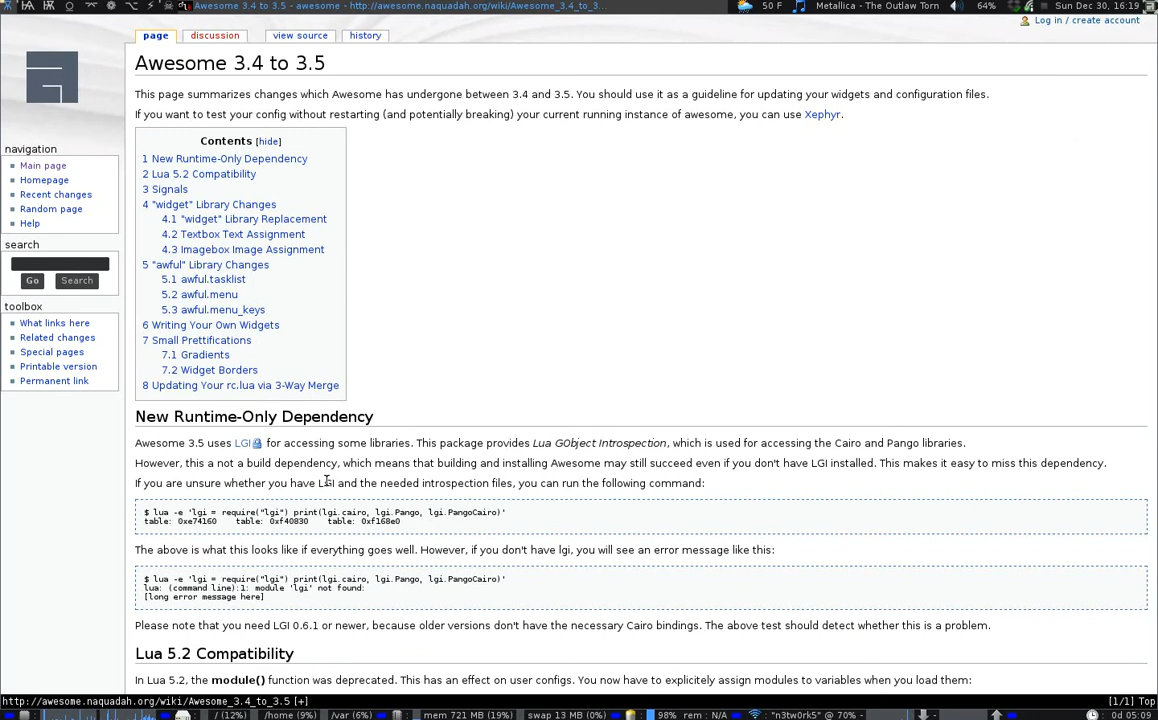 Awesome 3.4 to 3.5 - awesome - http://awesome.naquadah.org/wiki/Awesome_3.4_to_3...
50 F
Metallica - The Outlaw Torn
64%
Sun Dec 30, 16:19
Log in / create account
page
discussion
view source
history
Awesome 3.4 to 3.5
This page summarizes changes which Awesome has undergone between 3.4 and 3.5. You should use it as a guideline for updating your widgets and configuration files.
If you want to test your config without restarting (and potentially breaking) your current running instance of awesome, you can use Xephyr.
Contents [hide]
1 New Runtime-Only Dependency
2 Lua 5.2 Compatibility
3 Signals
4 "widget" Library Changes
4.1 "widget" Library Replacement
4.2 Textbox Text Assignment
4.3 Imagebox Image Assignment
5 "awful" Library Changes
5.1 awful.tasklist
5.2 awful.menu
5.3 awful.menu_keys
6 Writing Your Own Widgets
7 Small Prettifications
7.1 Gradients
7.2 Widget Borders
8 Updating Your rc.lua via 3-Way Merge
navigation
Main page
Homepage
Recent changes
Random page
Help
search
Go
Search
toolbox
What links here
Related changes
Special pages
Printable version
Permanent link
New Runtime-Only Dependency
Awesome 3.5 uses LGI for accessing some libraries. This package provides Lua GObject Introspection, which is used for accessing the Cairo and Pango libraries.
However, this a not a build dependency, which means that building and installing Awesome may still succeed even if you don't have LGI installed. This makes it easy to miss this dependency.
If you are unsure whether you have LGI and the needed introspection files, you can run the following command:
$ lua -e 'lgi = require("lgi") print(lgi.cairo, lgi.Pango, lgi.PangoCairo)'
table: 0xe74160 table: 0xf40830 table: 0xf168e0
The above is what this looks like if everything goes well. However, if you don't have lgi, you will see an error message like this:
$ lua -e 'lgi = require("lgi") print(lgi.cairo, lgi.Pango, lgi.PangoCairo)'
lua: (command line):1: module 'lgi' not found:
[long error message here]
Please note that you need LGI 0.6.1 or newer, because older versions don't have the necessary Cairo bindings. The above test should detect whether this is a problem.
Lua 5.2 Compatibility
In Lua 5.2, the module() function was deprecated. This has an effect on user configs. You now have to explicitly assign modules to variables when you load them:
http://awesome.naquadah.org/wiki/Awesome_3.4_to_3.5 [+]
[1/1] Top
/ (12%)
/home (9%)
/var (6%)
mem 721 MB (19%)
swap 13 MB (0%)
98% rem : N/A
"n3tw0rk5" @ 70%
0d 05:09